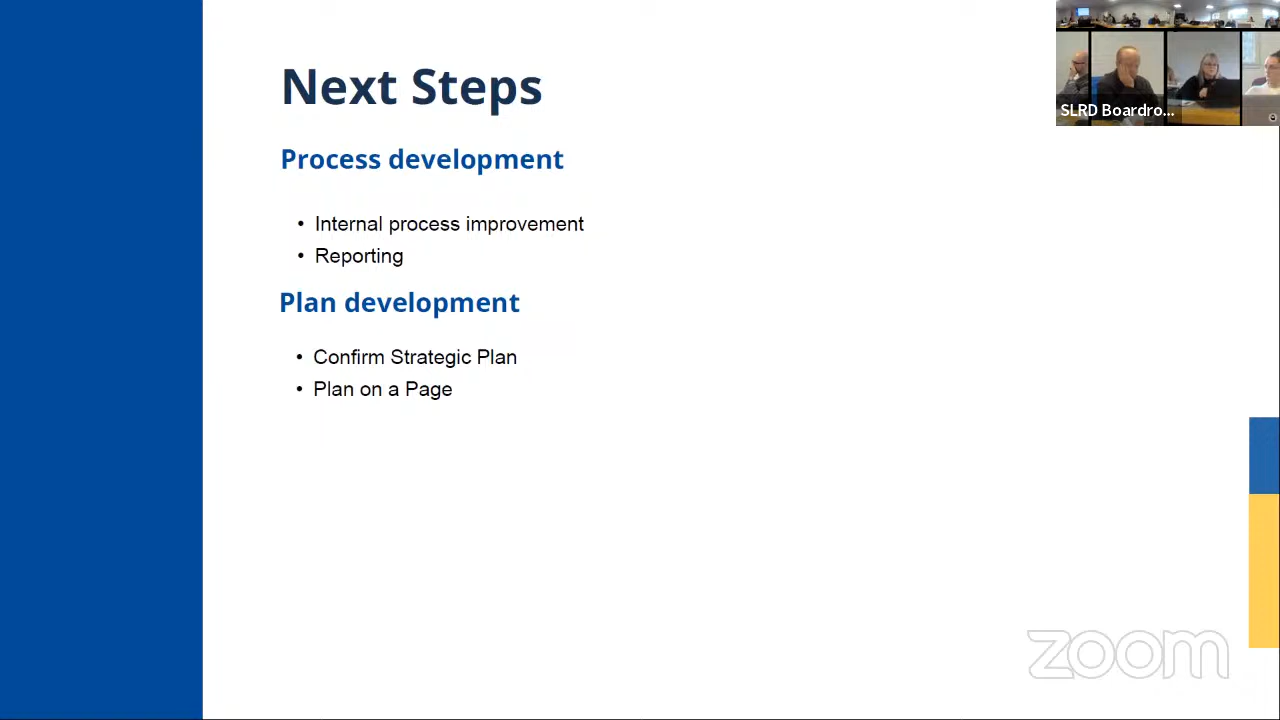 Next Steps
Process development
• Internal process improvement
• Reporting
Plan development
• Confirm Strategic Plan
• Plan on a Page
SLRD Boardro...
zoom